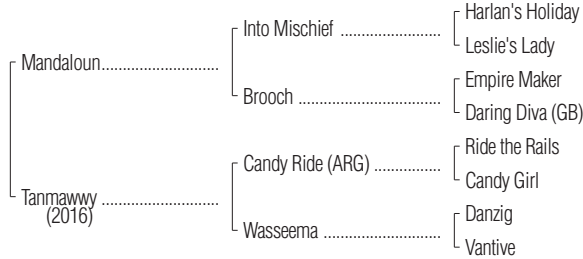 Harlan's Holiday
Into Mischief ........................
Leslie's Lady
Mandaloun............................
Empire Maker
Brooch ..................................
Daring Diva (GB)
Ride the Rails
Candy Ride (ARG) ................
Candy Girl
Tanmawwy ............................
(2016)
Danzig
Wasseema ............................
Vantive